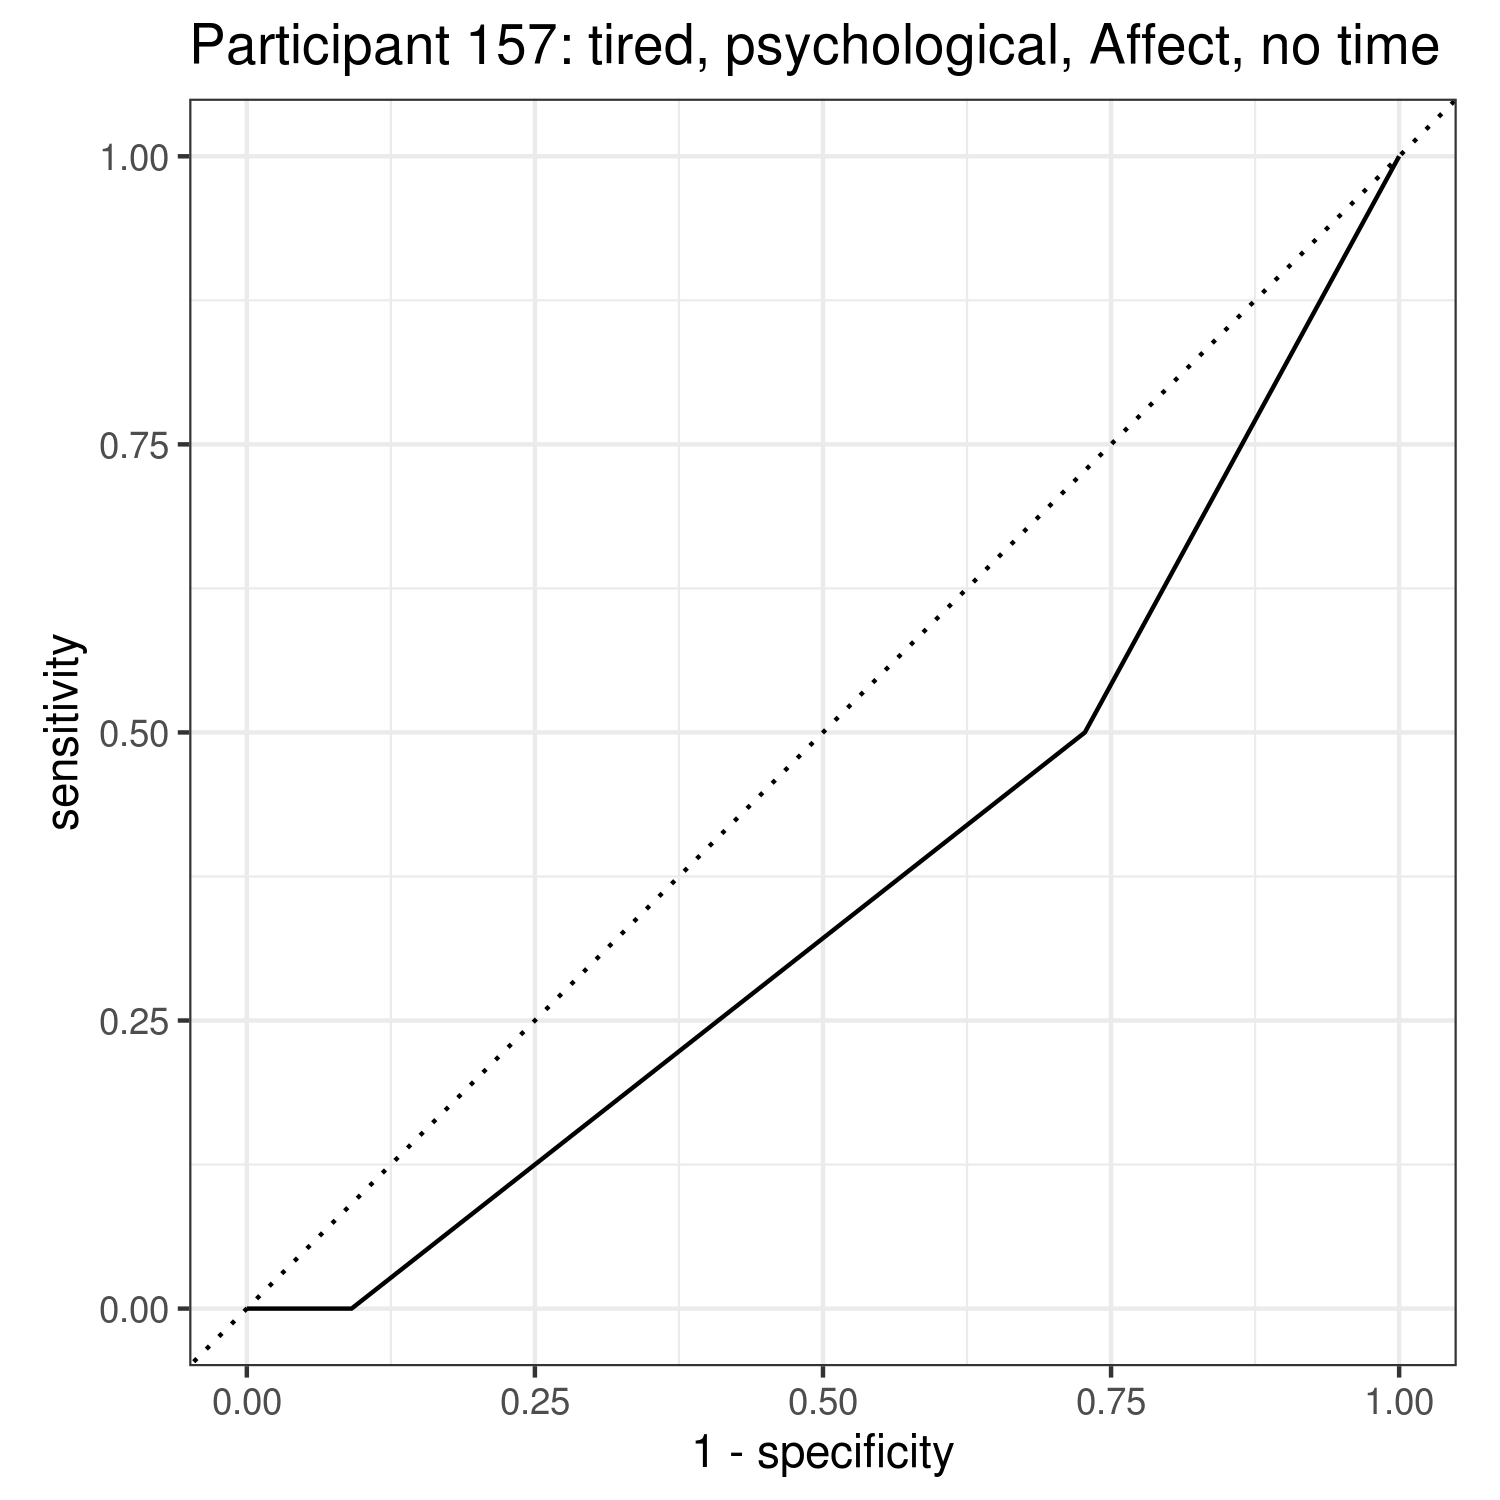 Participant 157: tired, psychological, Affect, no time
1.00
0.75
0.50
0.25
0.00
sensitivity
0.00 0.25 0.50 0.75 1.00
1 - specificity